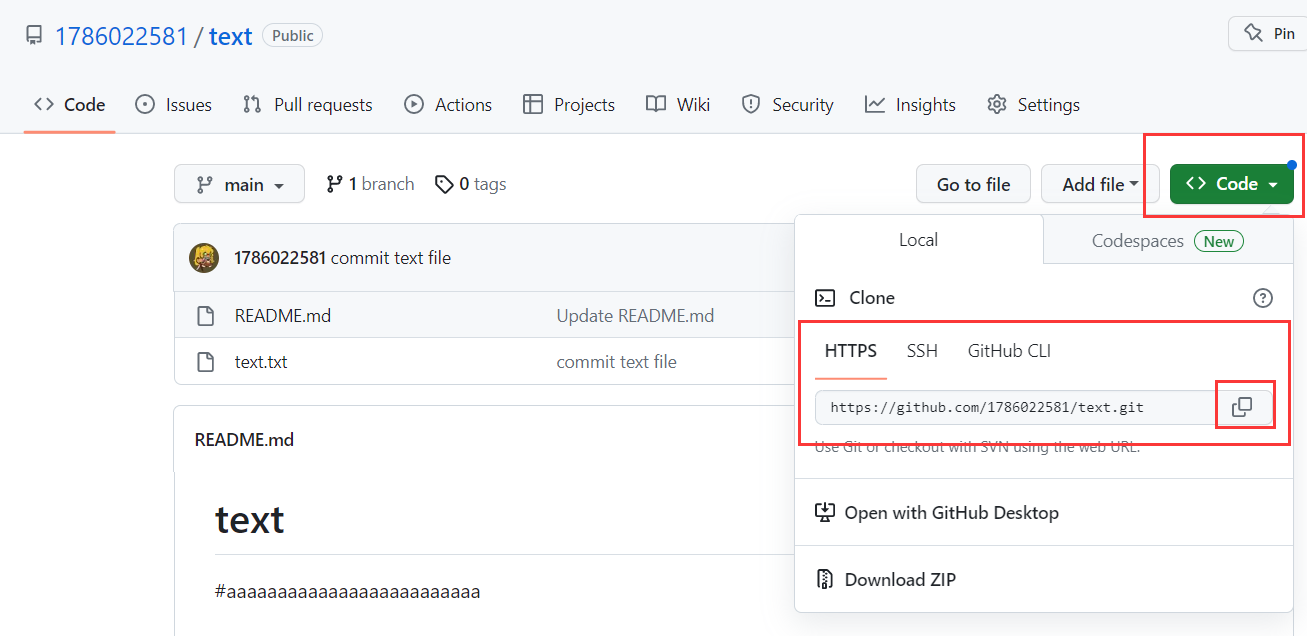 1786022581 / text Public Pin
Code Issues Pull requests Actions Projects Wiki Security Insights Settings
main 1 branch 0 tags Go to file Add file Code
Local Codespaces New
1786022581 commit text file
Clone
README.md Update README.md
HTTPS SSH GitHub CLI
text.txt commit text file
https://github.com/1786022581/text.git
README.md
Use Git or checkout with SVN using the web URL.
text
Open with GitHub Desktop
Download ZIP
#aaaaaaaaaaaaaaaaaaaaaaaaa